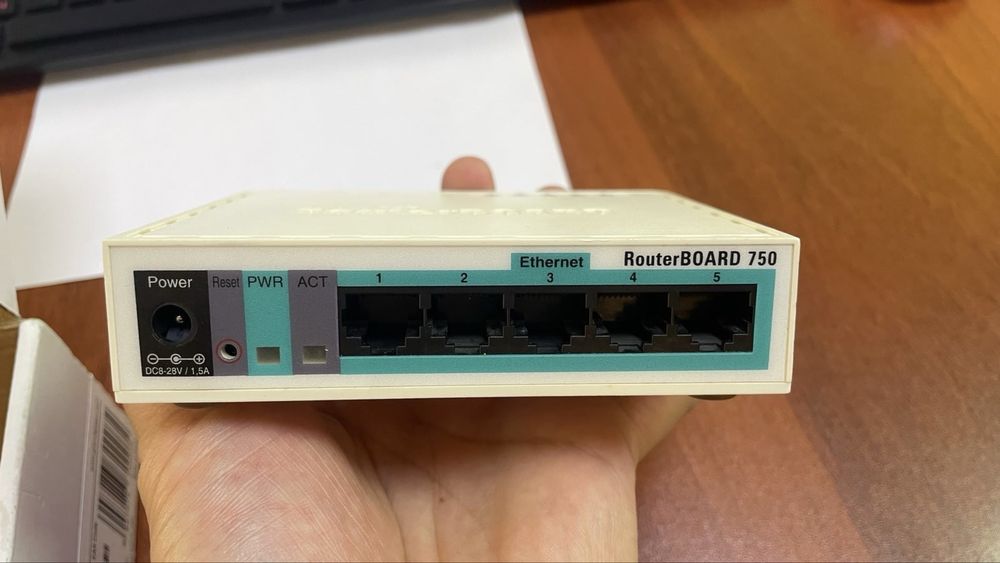 RouterBOARD 750
Ethernet
Power
Reset
PWR
ACT
1 2 3 4 5
DC8-28V / 1,5A